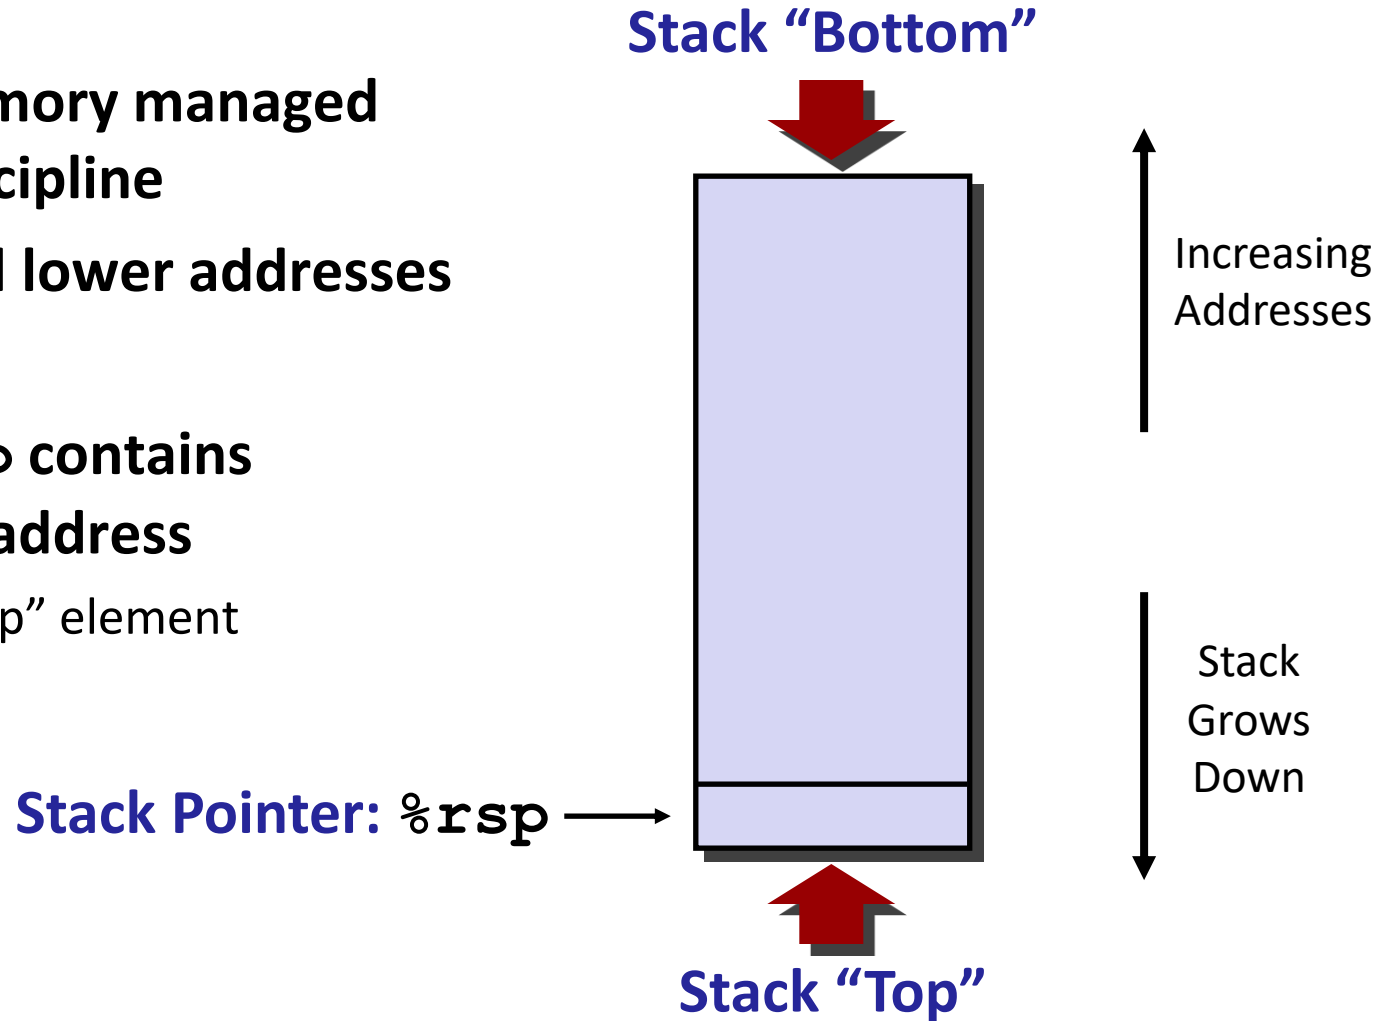 Stack “Bottom”
mory managed
cipline
lower addresses
contains
address
p” element
Increasing
Addresses
Stack
Grows
Down
Stack Pointer: %rsp
Stack “Top”